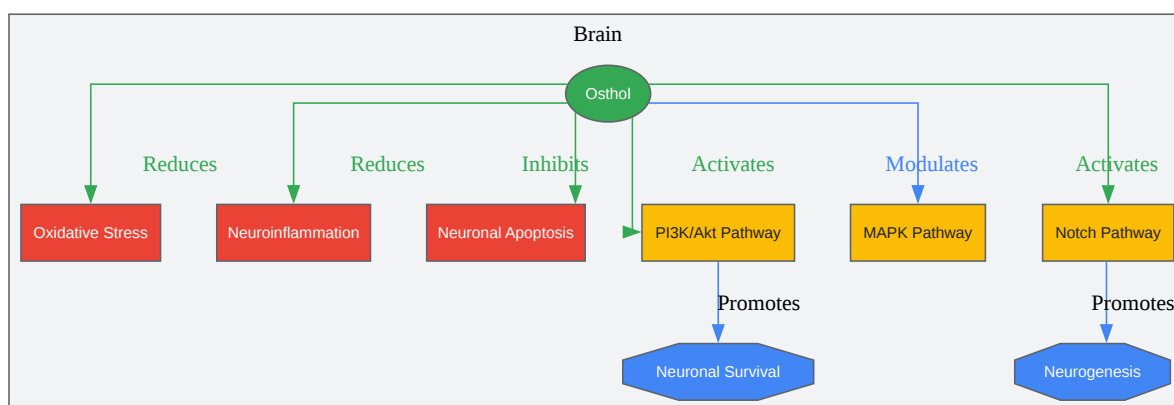 Brain
Osthol
Reduces
Reduces
Inhibits
Activates
Modulates
Activates
Oxidative Stress
Neuroinflammation
Neuronal Apoptosis
PI3K/Akt Pathway
MAPK Pathway
Notch Pathway
Promotes
Promotes
Neuronal Survival
Neurogenesis